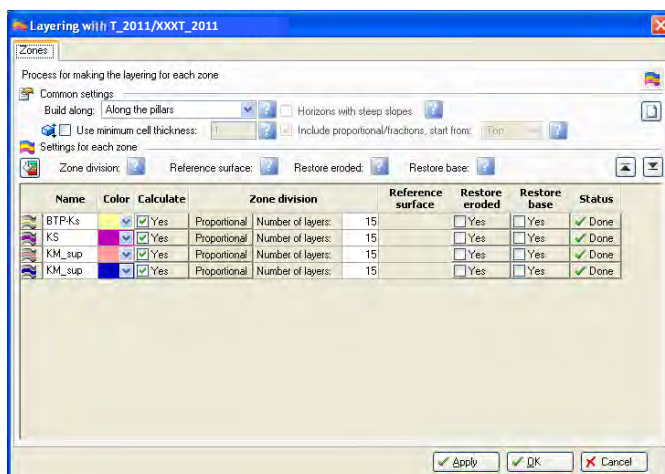 Layering with T_2011/XXXT_2011
Zones
Process for making the layering for each zone
Common settings
Build along: Along the pillars ? Horizons with steep slopes ?
Use minimum cell thickness: 1 ? Include proportional/fractions, start from: Top ?
Settings for each zone
Zone division: ? Reference surface: ? Restore eroded: ? Restore base: ?
Name Color Calculate Zone division Reference surface Restore eroded Restore base Status
BTP-Ks Yes Proportional Number of layers: 15 Yes Yes Done
KS Yes Proportional Number of layers: 15 Yes Yes Done
KM_sup Yes Proportional Number of layers: 15 Yes Yes Done
KM_sup Yes Proportional Number of layers: 15 Yes Yes Done
Apply OK Cancel